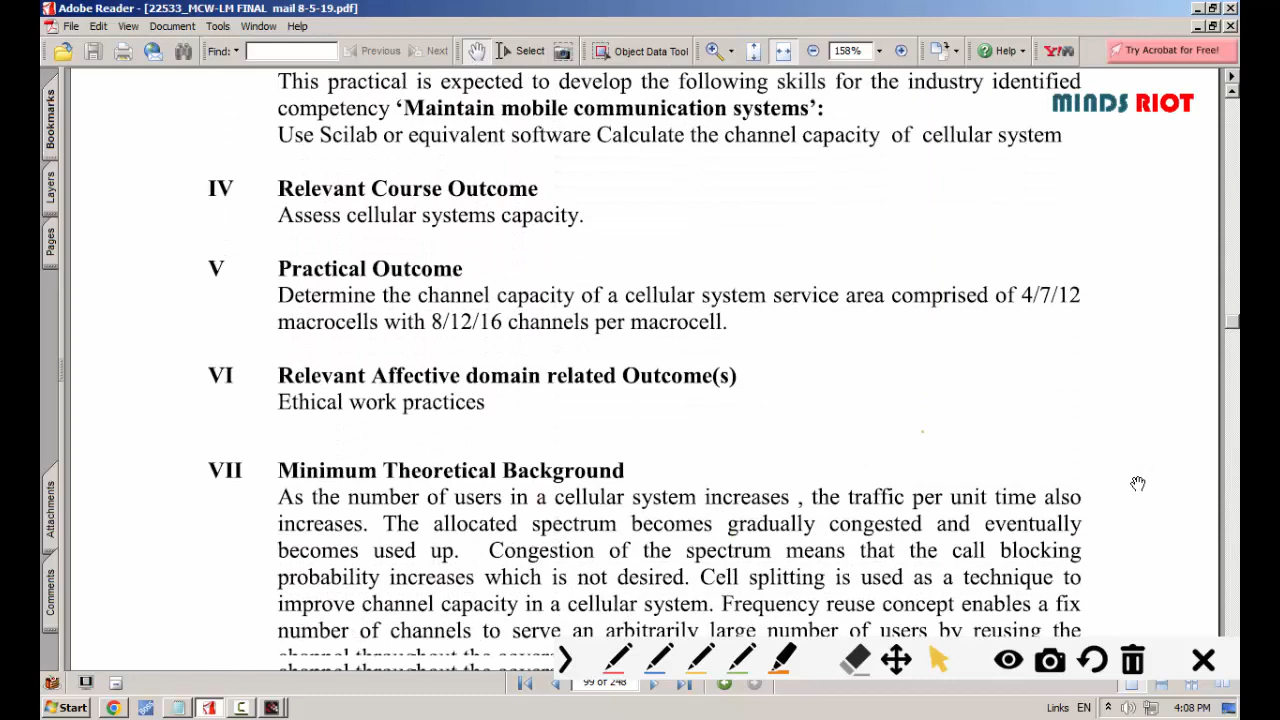 Adobe Reader - [22533_MCW-LM FINAL mail 8-5-19.pdf]
File Edit View Document Tools Window Help
Find: Previous Next Select Object Data Tool 158% Help Y! Try Acrobat for Free!
Bookmarks
Layers
Pages
Attachments
Comments
MINDS RIOT
This practical is expected to develop the following skills for the industry identified
competency ‘Maintain mobile communication systems’:
Use Scilab or equivalent software Calculate the channel capacity of cellular system
IV Relevant Course Outcome
Assess cellular systems capacity.
V Practical Outcome
Determine the channel capacity of a cellular system service area comprised of 4/7/12
macrocells with 8/12/16 channels per macrocell.
VI Relevant Affective domain related Outcome(s)
Ethical work practices
VII Minimum Theoretical Background
As the number of users in a cellular system increases , the traffic per unit time also
increases. The allocated spectrum becomes gradually congested and eventually
becomes used up. Congestion of the spectrum means that the call blocking
probability increases which is not desired. Cell splitting is used as a technique to
improve channel capacity in a cellular system. Frequency reuse concept enables a fix
number of channels to serve an arbitrarily large number of users by reusing the
channel throughout the
99 of 248
Start Links EN 4:08 PM